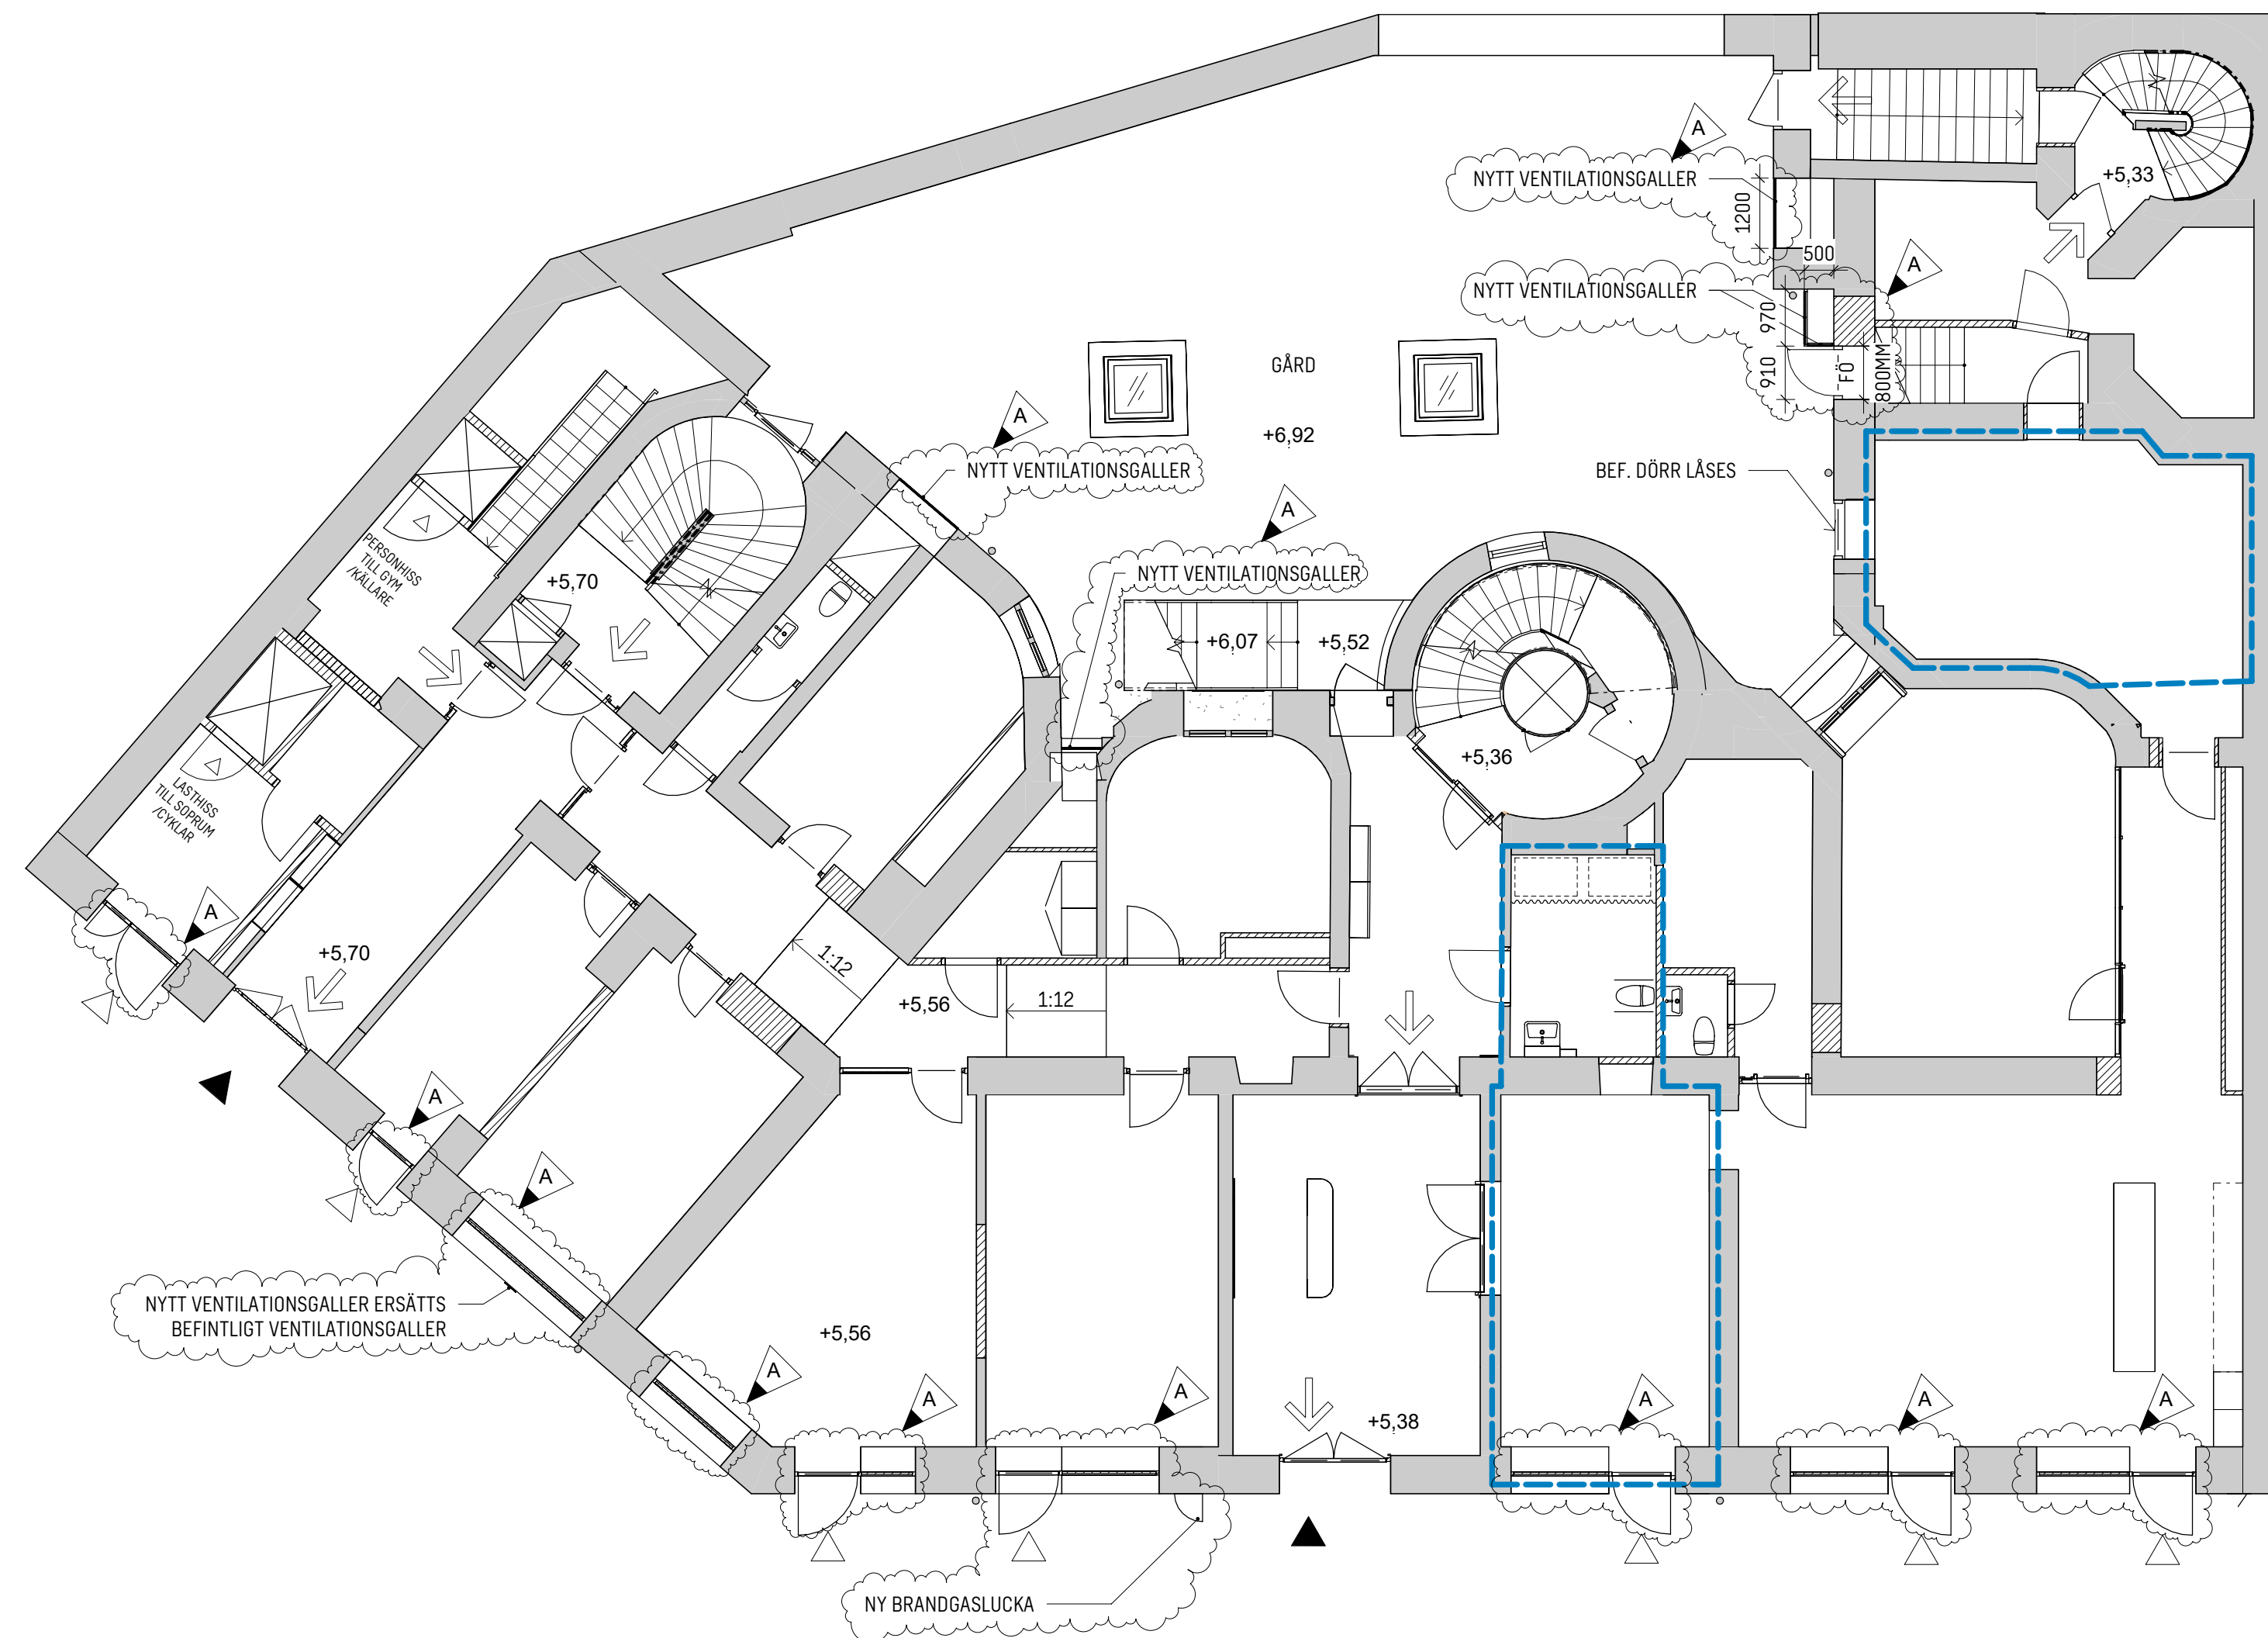 A
NYTT VENTILATIONSGALLER
1200
+5,33
500
A
NYTT VENTILATIONSGALLER
970
910
FÖ
800MM
GÅRD
A
+6,92
NYTT VENTILATIONSGALLER
BEF. DÖRR LÅSES
A
PERSONHISS
TILL GYM
/KÄLLARE
+5,70
NYTT VENTILATIONSGALLER
+6,07
+5,52
+5,36
LASTHISS
TILL SOPRUM
/CYKLAR
A
+5,70
1:12
+5,56
1:12
A
A
NYTT VENTILATIONSGALLER ERSÄTTS
BEFINTLIGT VENTILATIONSGALLER
+5,56
A
A
A
+5,38
A
A
A
NY BRANDGASLUCKA